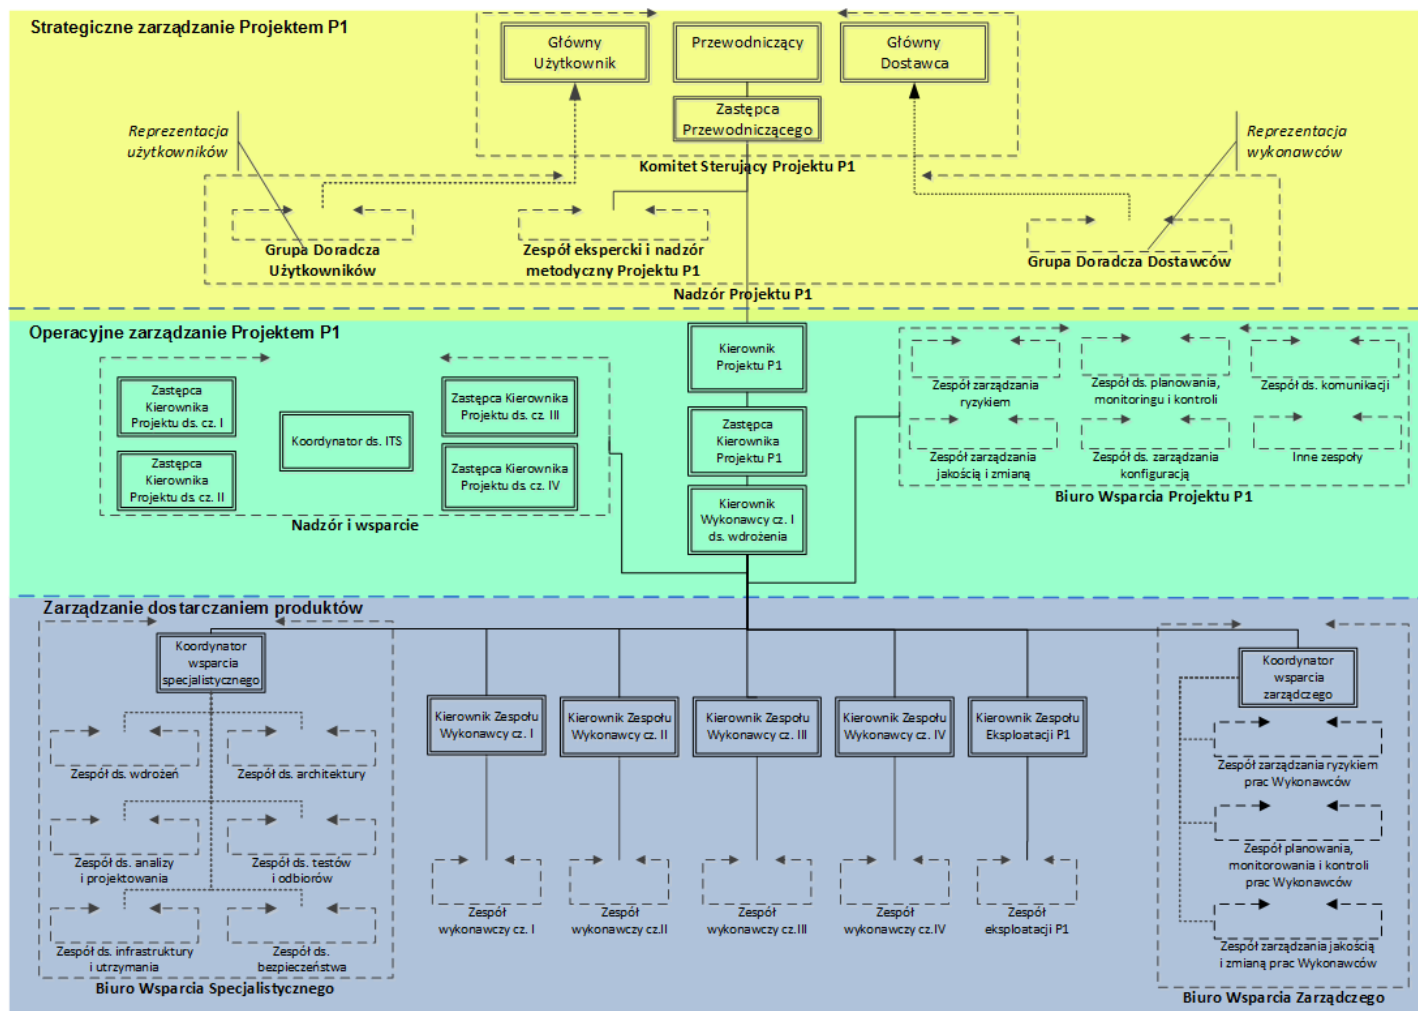 Strategiczne zarządzanie Projektem P1
Główny
Użytkownik
Przewodniczący
Główny
Dostawca
Zastępca
Przewodniczącego
Komitet Sterujący Projektu P1
Reprezentacja
użytkowników
Reprezentacja
wykonawców
Grupa Doradcza
Użytkowników
Zespół ekspercki i nadzór
metodyczny Projektu P1
Grupa Doradcza Dostawców
Nadzór Projektu P1
Operacyjne zarządzanie Projektem P1
Kierownik
Projektu P1
Zastępca
Kierownika
Projektu ds. cz. I
Zastępca
Kierownika
Projektu ds. cz. II
Koordynator ds. ITS
Zastępca Kierownika
Projektu ds. cz. III
Zastępca Kierownika
Projektu ds. cz. IV
Nadzór i wsparcie
Zastępca
Kierownika
Projektu P1
Kierownik
Wykonawcy cz. I
ds. wdrożenia
Zespół zarządzania
ryzykiem
Zespół ds. planowania,
monitoringu i kontroli
Zespół ds. komunikacji
Zespół zarządzania
jakością i zmianą
Zespół ds. zarządzania
konfiguracją
Inne zespoły
Biuro Wsparcia Projektu P1
Zarządzanie dostarczaniem produktów
Koordynator
wsparcia
specjalistycznego
Zespół ds. wdrożeń
Zespół ds. architektury
Zespół ds. analizy
i projektowania
Zespół ds. testów
i odbiorów
Zespół ds. infrastruktury
i utrzymania
Zespół ds.
bezpieczeństwa
Biuro Wsparcia Specjalistycznego
Kierownik Zespołu
Wykonawcy cz. I
Kierownik Zespołu
Wykonawcy cz. II
Kierownik Zespołu
Wykonawcy cz. III
Kierownik Zespołu
Wykonawcy cz. IV
Kierownik Zespołu
Eksploatacji P1
Zespół
wykonawczy cz. I
Zespół
wykonawczy cz.II
Zespół
wykonawczy cz.III
Zespół
wykonawczy cz.IV
Zespół
eksploatacji P1
Koordynator
wsparcia
zarządczego
Zespół zarządzania ryzykiem
prac Wykonawców
Zespół planowania,
monitorowania i kontroli
prac Wykonawców
Zespół zarządzania jakością
i zmianą prac Wykonawców
Biuro Wsparcia Zarządczego